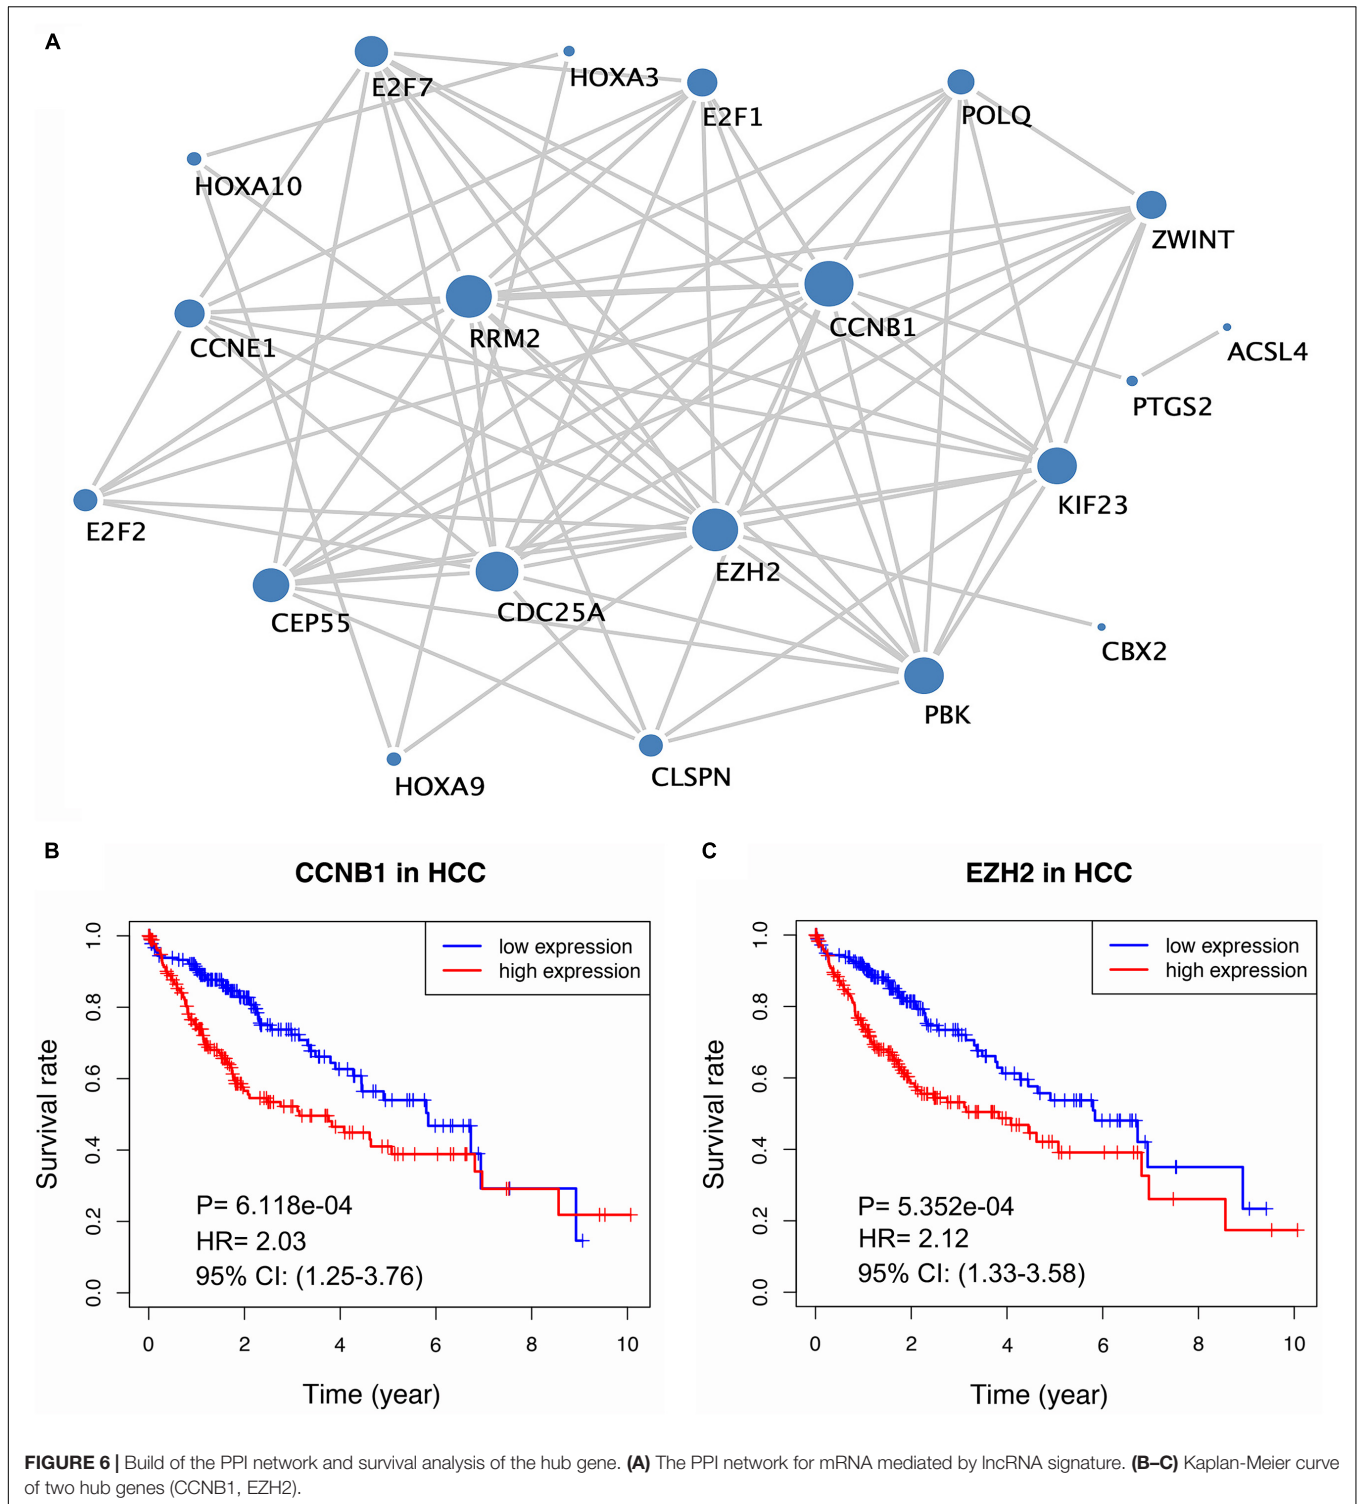 A
E2F7
HOXA3
E2F1
POLQ
HOXA10
ZWINT
RRM2
CCNB1
CCNE1
ACSL4
PTGS2
KIF23
E2F2
EZH2
CDC25A
CEP55
CBX2
PBK
CLSPN
HOXA9
B
CCNB1 in HCC
low expression
high expression
Survival rate
0.0 0.2 0.4 0.6 0.8 1.0
P= 6.118e-04
HR= 2.03
95% CI: (1.25-3.76)
0 2 4 6 8 10
Time (year)
C
EZH2 in HCC
low expression
high expression
Survival rate
0.0 0.2 0.4 0.6 0.8 1.0
P= 5.352e-04
HR= 2.12
95% CI: (1.33-3.58)
0 2 4 6 8 10
Time (year)
FIGURE 6 | Build of the PPI network and survival analysis of the hub gene. (A) The PPI network for mRNA mediated by lncRNA signature. (B–C) Kaplan-Meier curve
of two hub genes (CCNB1, EZH2).